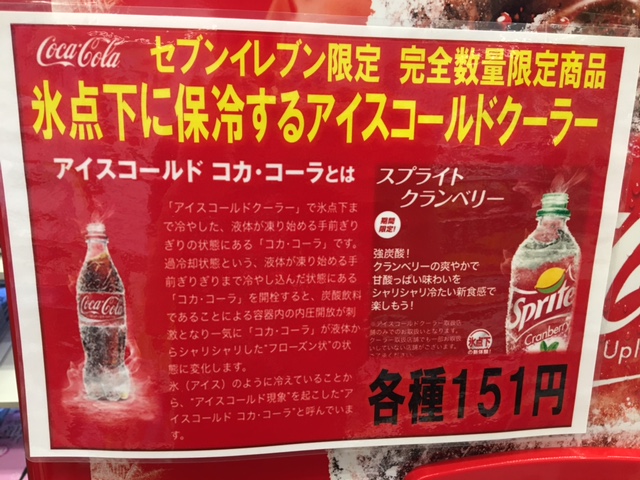 Coca-Cola
セブンイレブン限定 完全数量限定商品
氷点下に保冷するアイスコールドクーラー
アイスコールド コカ・コーラとは
「アイスコールドクーラー」で氷点下ま
で冷やした、液体が凍り始める手前ぎり
ぎりの状態にある「コカ・コーラ」です。
過冷却状態という、液体が凍り始める手前
ぎりぎりまで冷やし込んだ状態にある
「コカ・コーラ」を開栓すると、炭酸飲料
であることによる容器内の内圧開放が刺
激となり一気に「コカ・コーラ」が液体か
らシャリシャリした"フローズン状"の状
態に変化します。
氷(アイス)のように冷えていることか
ら、"アイスコールド現象"を起こした"ア
イスコールド コカ・コーラ"と呼んでいま
す。
Coca-Cola
スプライト
クランベリー
期間
限定!
強炭酸!
クランベリーの爽やかで
甘酸っぱい味わいを
シャリシャリ冷たい新食感で
楽しもう!
Sprite
Cranberry
氷点下
の新体験!
各種151円
Upl